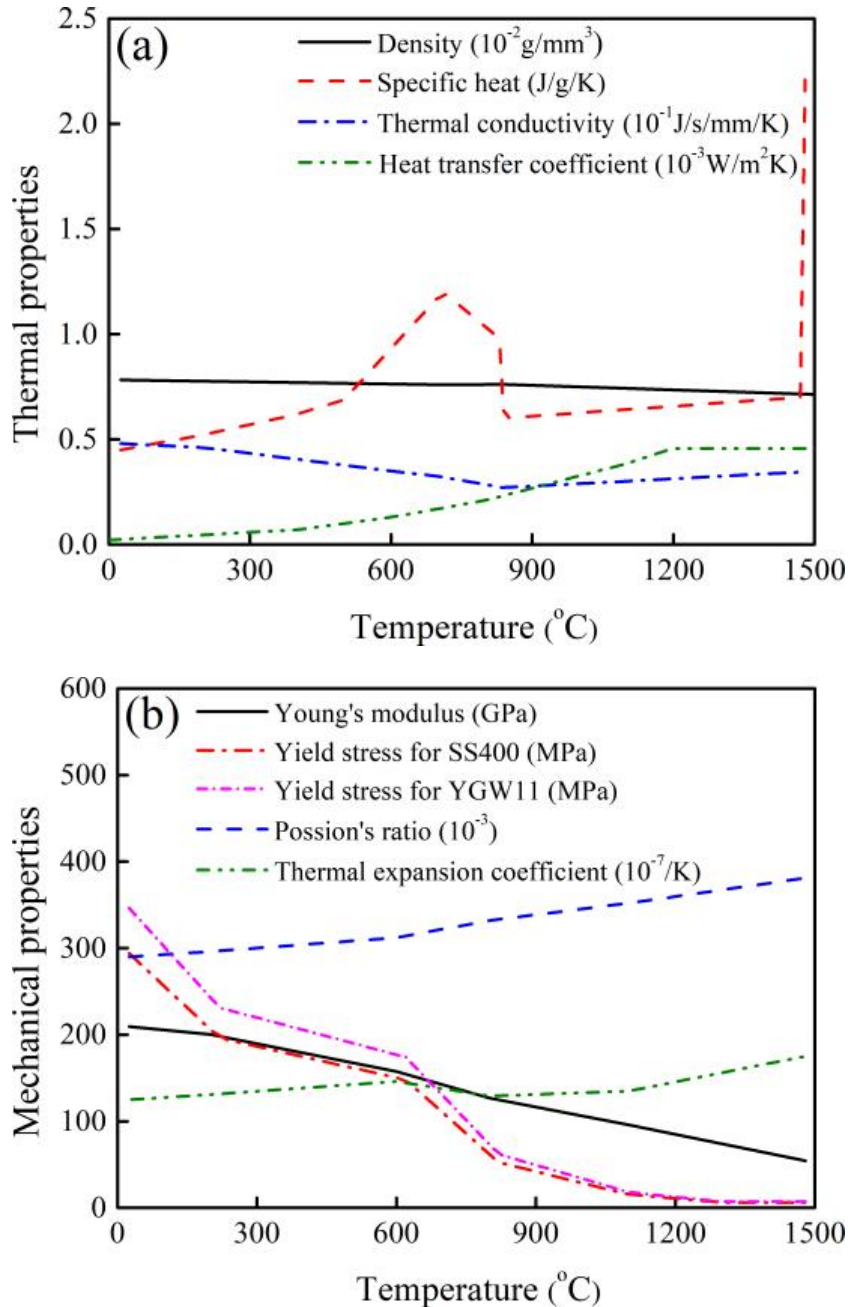 (a)
Density (10⁻²g/mm³)
Specific heat (J/g/K)
Thermal conductivity (10⁻¹J/s/mm/K)
Heat transfer coefficient (10⁻³W/m²K)
2.5
2.0
1.5
1.0
0.5
0.0
Thermal properties
0 300 600 900 1200 1500
Temperature (°C)
(b)
Young's modulus (GPa)
Yield stress for SS400 (MPa)
Yield stress for YGW11 (MPa)
Possion's ratio (10⁻³)
Thermal expansion coefficient (10⁻⁷/K)
600
500
400
300
200
100
0
Mechanical properties
0 300 600 900 1200 1500
Temperature (°C)